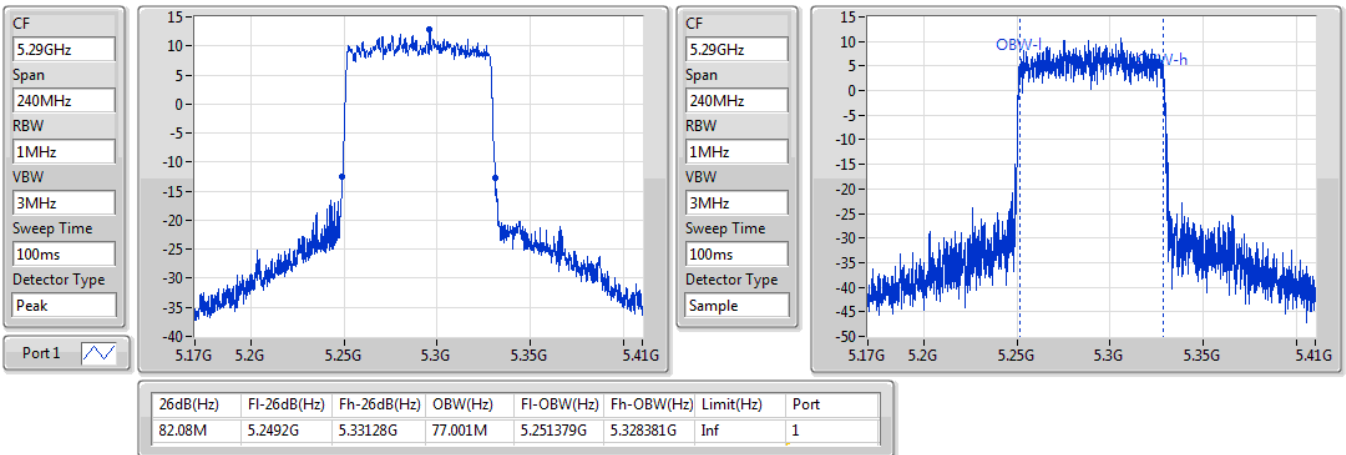 CF
5.29GHz
Span
240MHz
RBW
1MHz
VBW
3MHz
Sweep Time
100ms
Detector Type
Peak
Port 1
15
10
5
0
-5
-10
-15
-20
-25
-30
-35
-40
5.17G 5.2G 5.25G 5.3G 5.35G 5.41G
CF
5.29GHz
Span
240MHz
RBW
1MHz
VBW
3MHz
Sweep Time
100ms
Detector Type
Sample
15
10
5
0
-5
-10
-15
-20
-25
-30
-35
-40
-45
-50
OBW-l
W-h
5.17G 5.2G 5.25G 5.3G 5.35G 5.41G
26dB(Hz) Fl-26dB(Hz) Fh-26dB(Hz) OBW(Hz) Fl-OBW(Hz) Fh-OBW(Hz) Limit(Hz) Port
82.08M 5.2492G 5.33128G 77.001M 5.251379G 5.328381G Inf 1